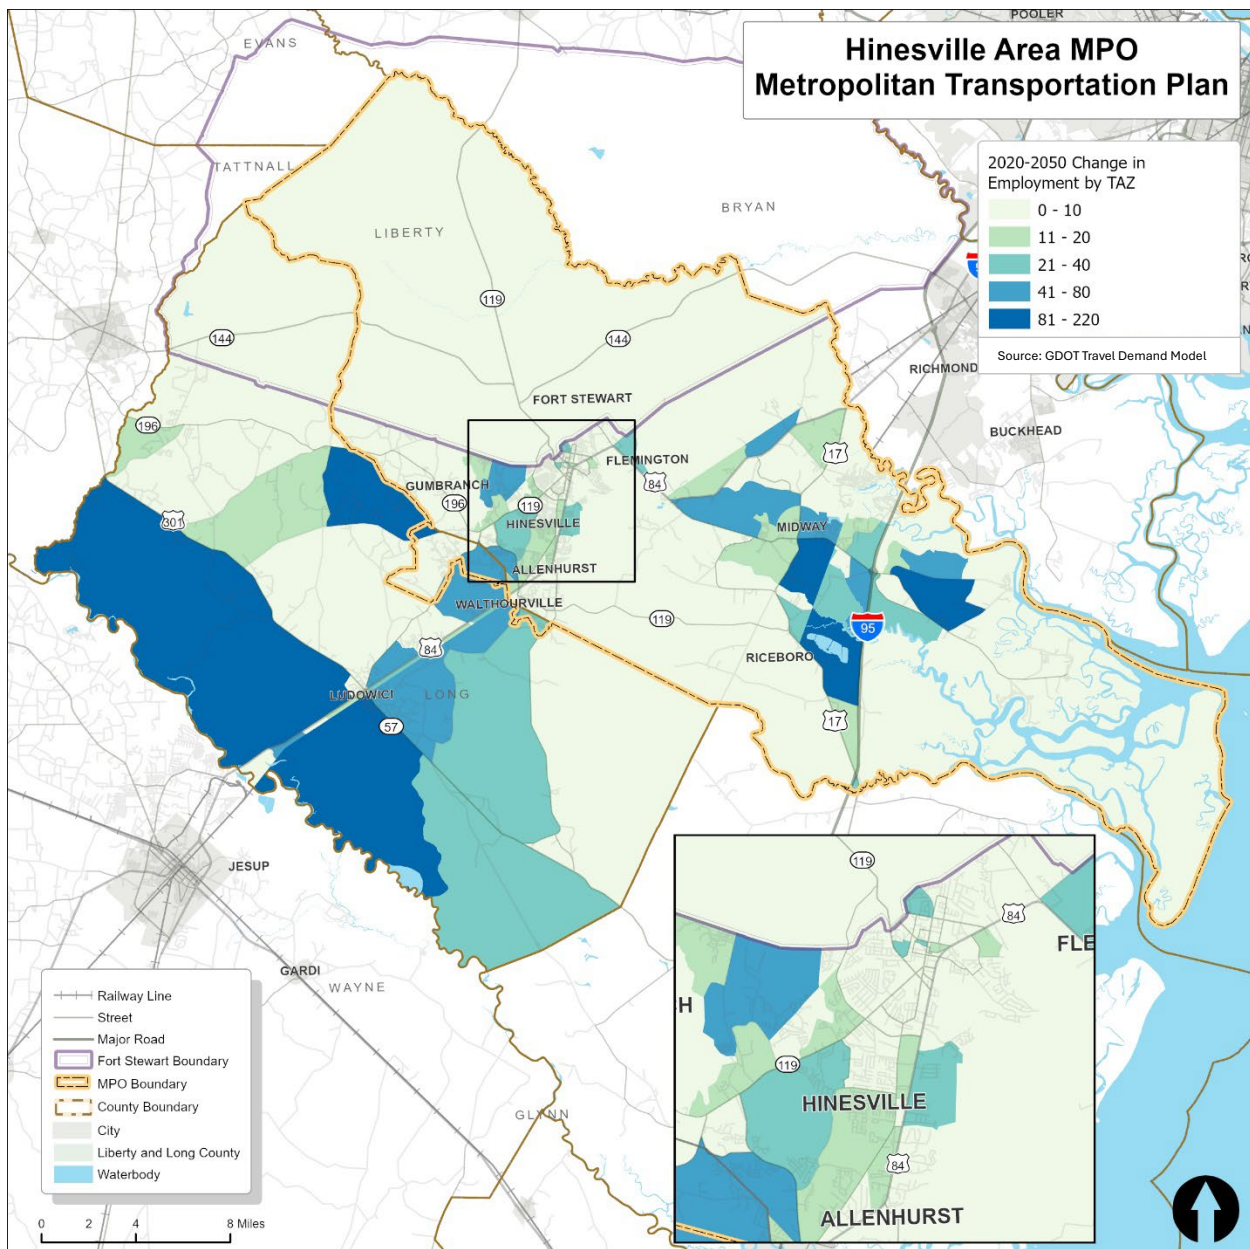 POOLER
EVANS
Hinesville Area MPO
Metropolitan Transportation Plan
TATTNALL
2020-2050 Change in
Employment by TAZ
0 - 10
11 - 20
21 - 40
41 - 80
81 - 220
Source: GDOT Travel Demand Model
BRYAN
LIBERTY
119
144
144
RICHMOND
FORT STEWART
BUCKHEAD
196
17
FLEMINGTON
84
GUMBRANCH
196
119
301
HINESVILLE
MIDWAY
ALLENHURST
WALTHOURVILLE
119
95
84
RICEBORO
LUDOWICI
LONG
57
17
JESUP
GARDI
WAYNE
GLYNN
119
84
FLE
CH
119
HINESVILLE
84
ALLENHURST
Railway Line
Street
Major Road
Fort Stewart Boundary
MPO Boundary
County Boundary
City
Liberty and Long County
Waterbody
0 2 4 8 Miles